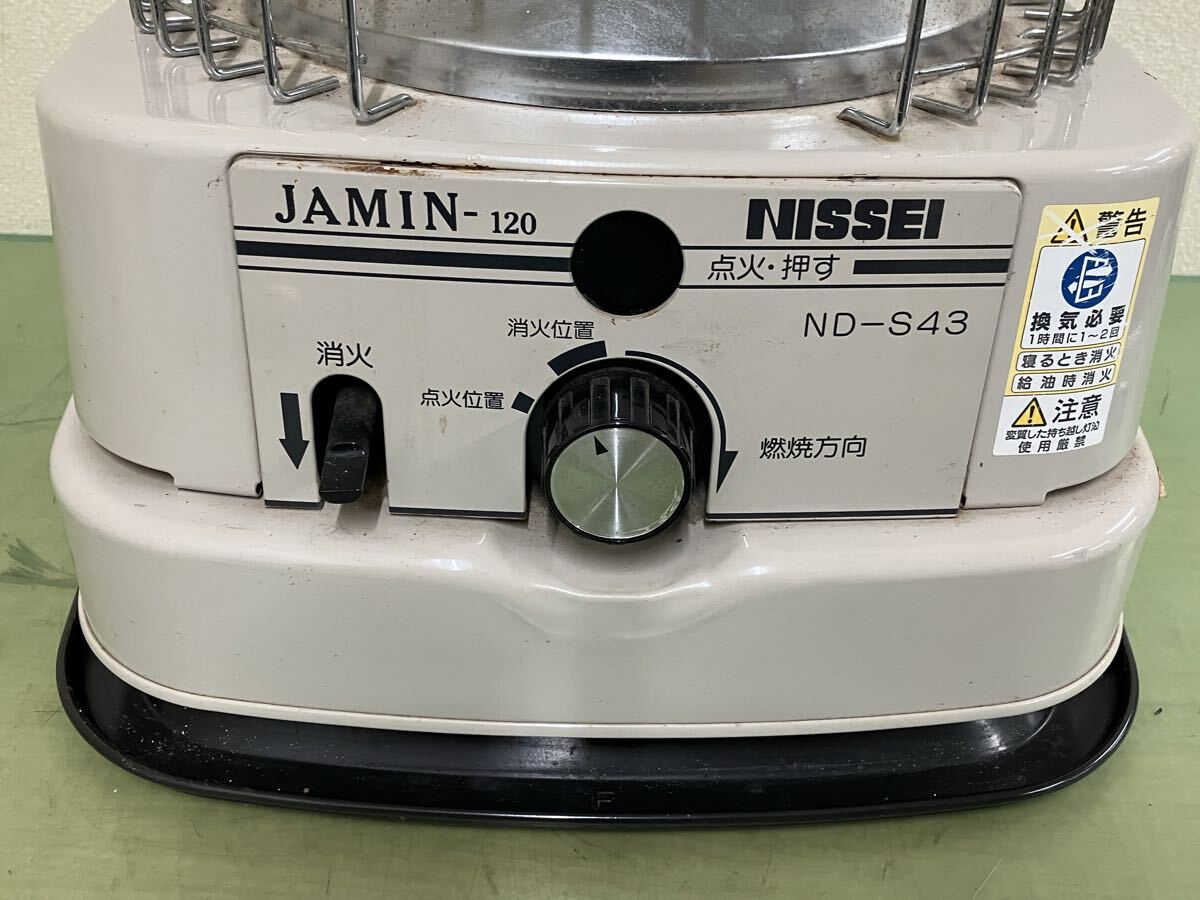 JAMIN-120
NISSEI
点火・押す
ND-S43
消火位置
消火
点火位置
燃焼方向
警告
換気必要
1時間に1～2回
寝るとき消火
給油時消火
注意
変質した持ち越し灯油
使用厳禁
F